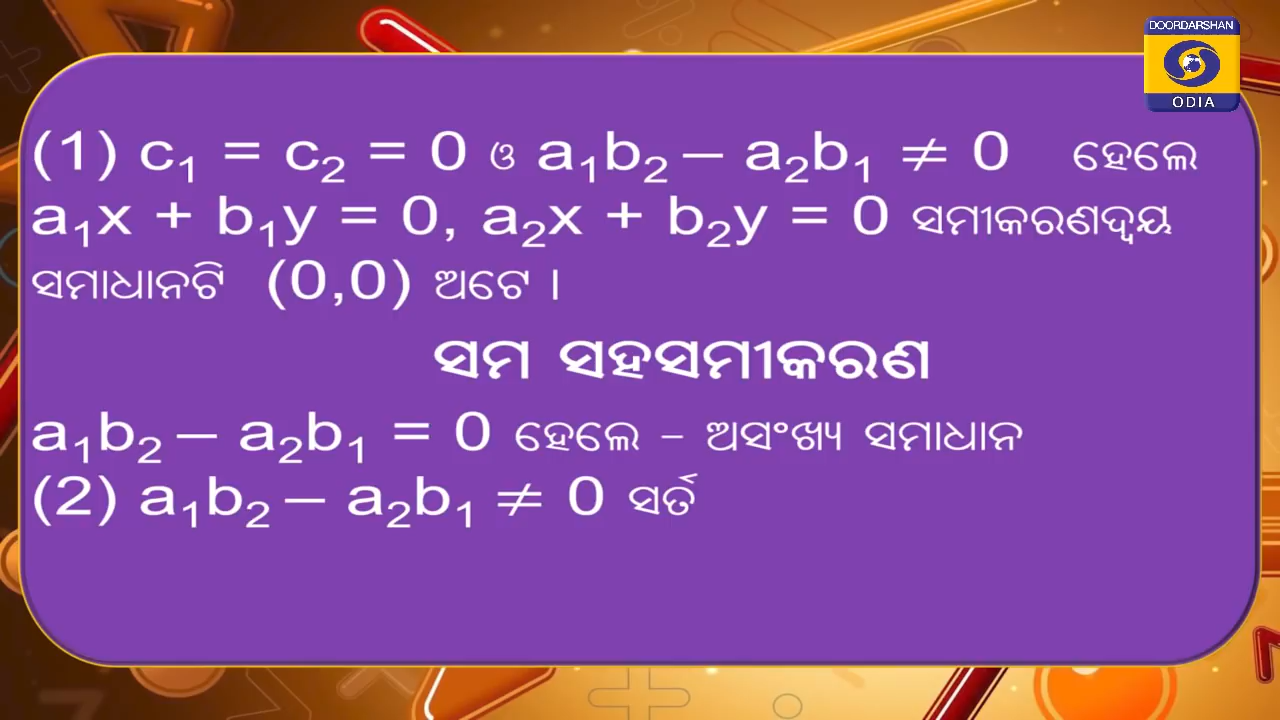 DOORDARSHAN
ODIA
(1) c₁ = c₂ = 0 ଓ a₁b₂ – a₂b₁ ≠ 0 ହେଲେ
a₁x + b₁y = 0, a₂x + b₂y = 0 ସମୀକରଣଦ୍ୱୟ
ସମାଧାନଟି (0,0) ଅଟେ ।
ସମ ସହସମୀକରଣ
a₁b₂ – a₂b₁ = 0 ହେଲେ – ଅସଂଖ୍ୟ ସମାଧାନ
(2) a₁b₂ – a₂b₁ ≠ 0 ସର୍ତ